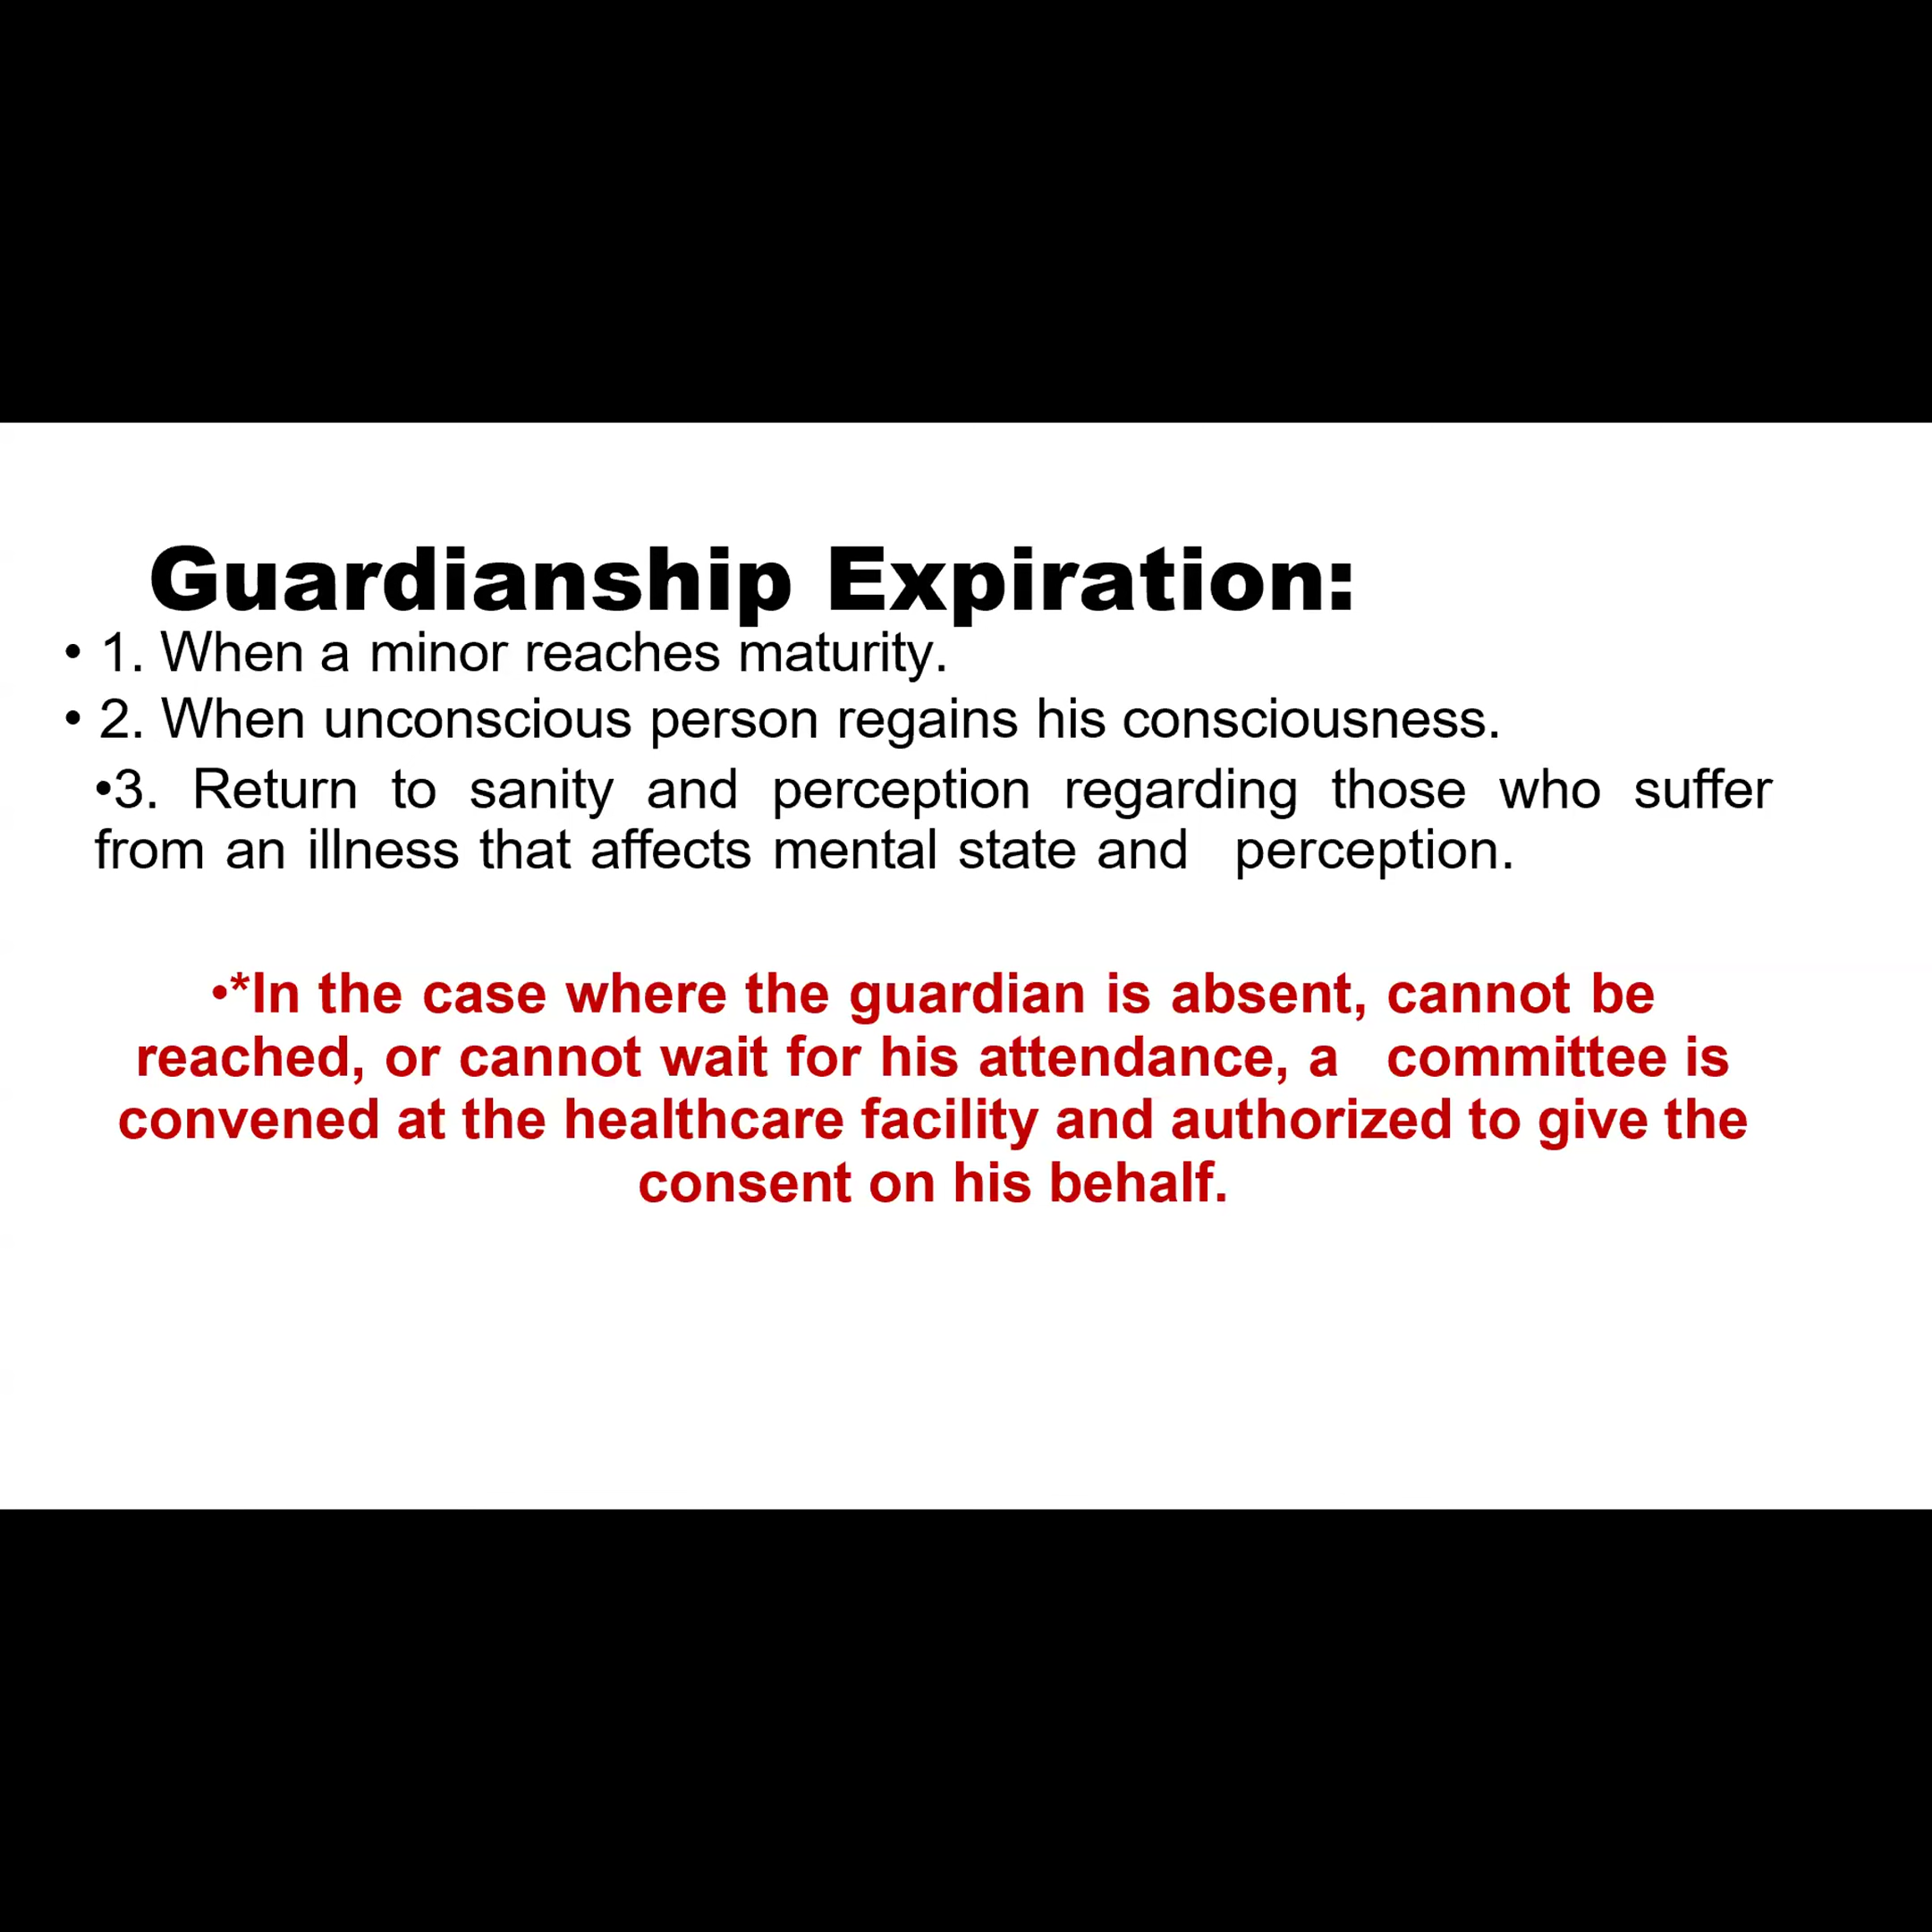 Guardianship Expiration:
• 1. When a minor reaches maturity.
• 2. When unconscious person regains his consciousness.
•3. Return to sanity and perception regarding those who suffer
from an illness that affects mental state and perception.
•*In the case where the guardian is absent, cannot be
reached, or cannot wait for his attendance, a committee is
convened at the healthcare facility and authorized to give the
consent on his behalf.